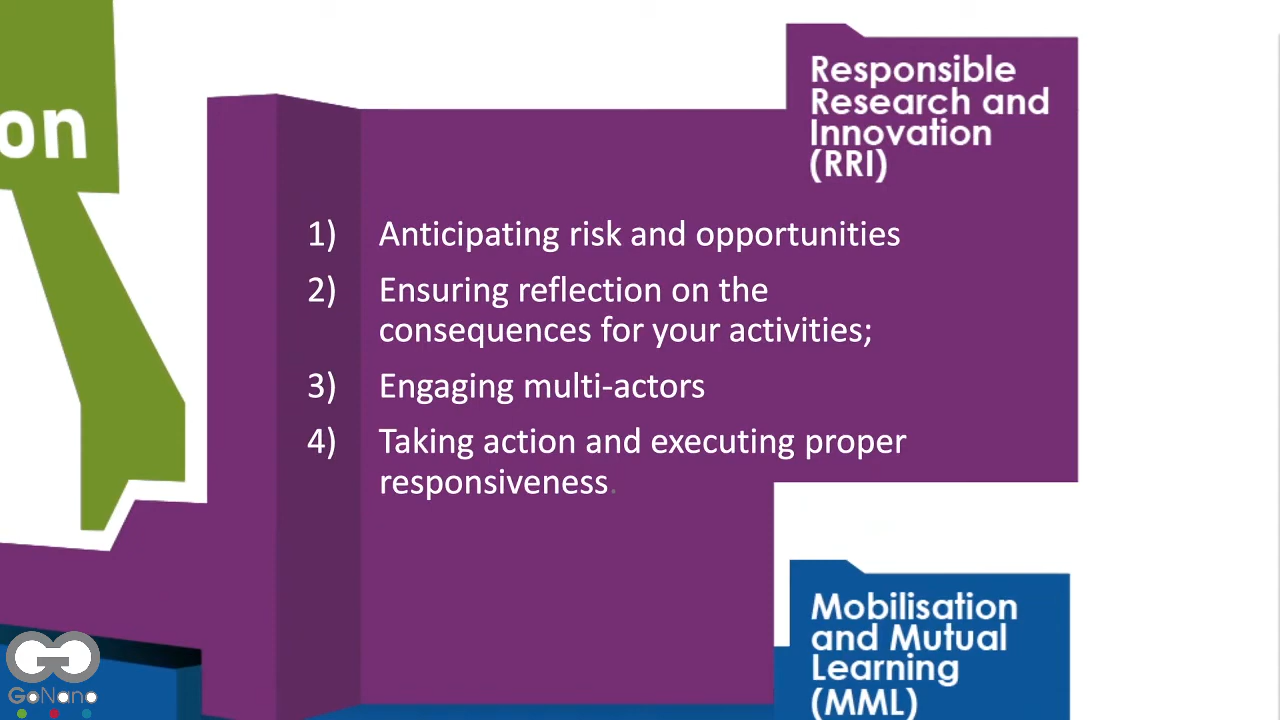 on
Responsible
Research and
Innovation
(RRI)
1) Anticipating risk and opportunities
2) Ensuring reflection on the
consequences for your activities;
3) Engaging multi-actors
4) Taking action and executing proper
responsiveness.
Mobilisation
and Mutual
Learning
(MML)
GoNano